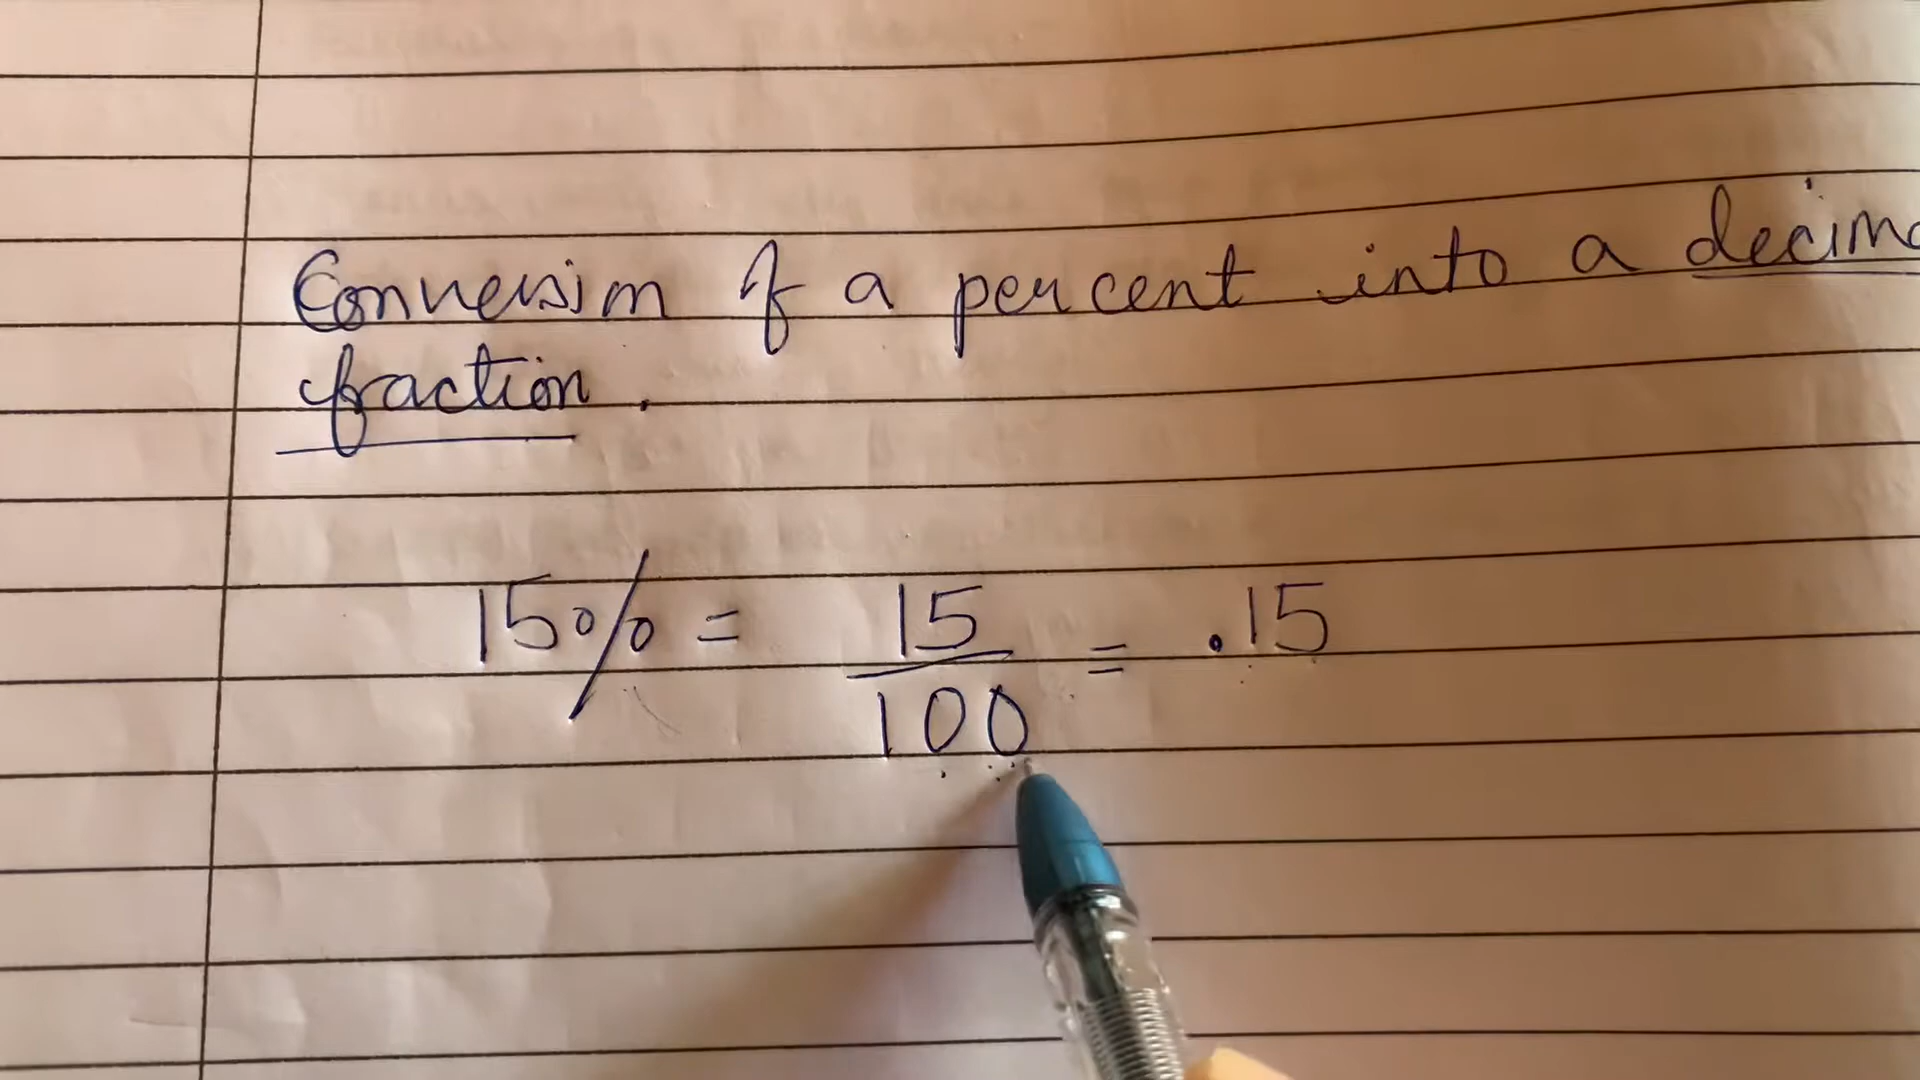 Conversion of a percent into a decima
fraction.
15% = 15/100 = .15